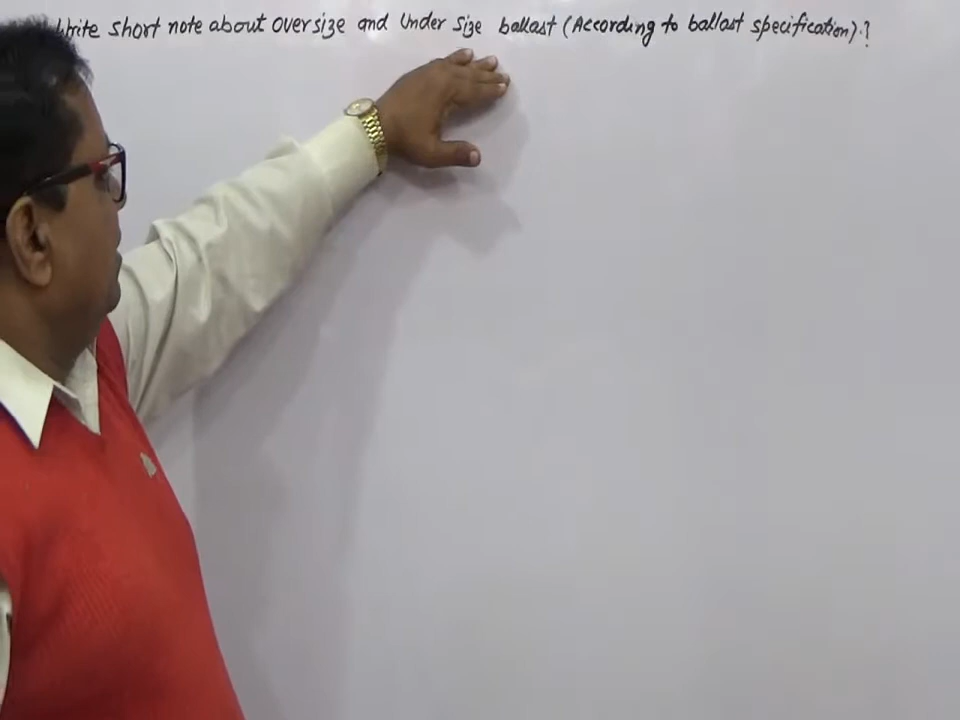 Write short note about oversize and Under size ballast (According to ballast specification).?